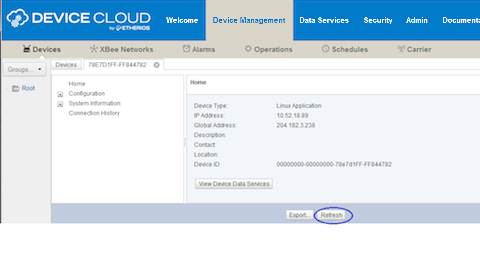 DEVICE CLOUD
BY ETHERIOS
Welcome Device Management Data Services Security Admin Documenta
Devices XBee Networks Alarms Operations Schedules Carrier
Groups... Devices 78E7D1FF-FF844782
Root
Home
Configuration
System Information
Connection History
Home
Device Type: Linux Application
IP Address: 10.52.18.89
Global Address: 204.182.3.238
Description:
Contact:
Location:
Device ID: 00000000-00000000-78e7d1FF-FF844782
View Device Data Services
Export... Refresh